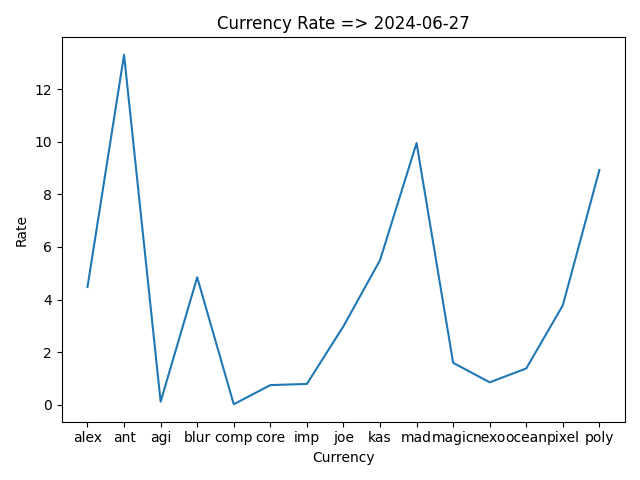 Currency Rate => 2024-06-27
12
10
8
6
4
2
0
Rate
alex ant agi blur comp core imp joe kas mad magic nexo ocean pixel poly
Currency